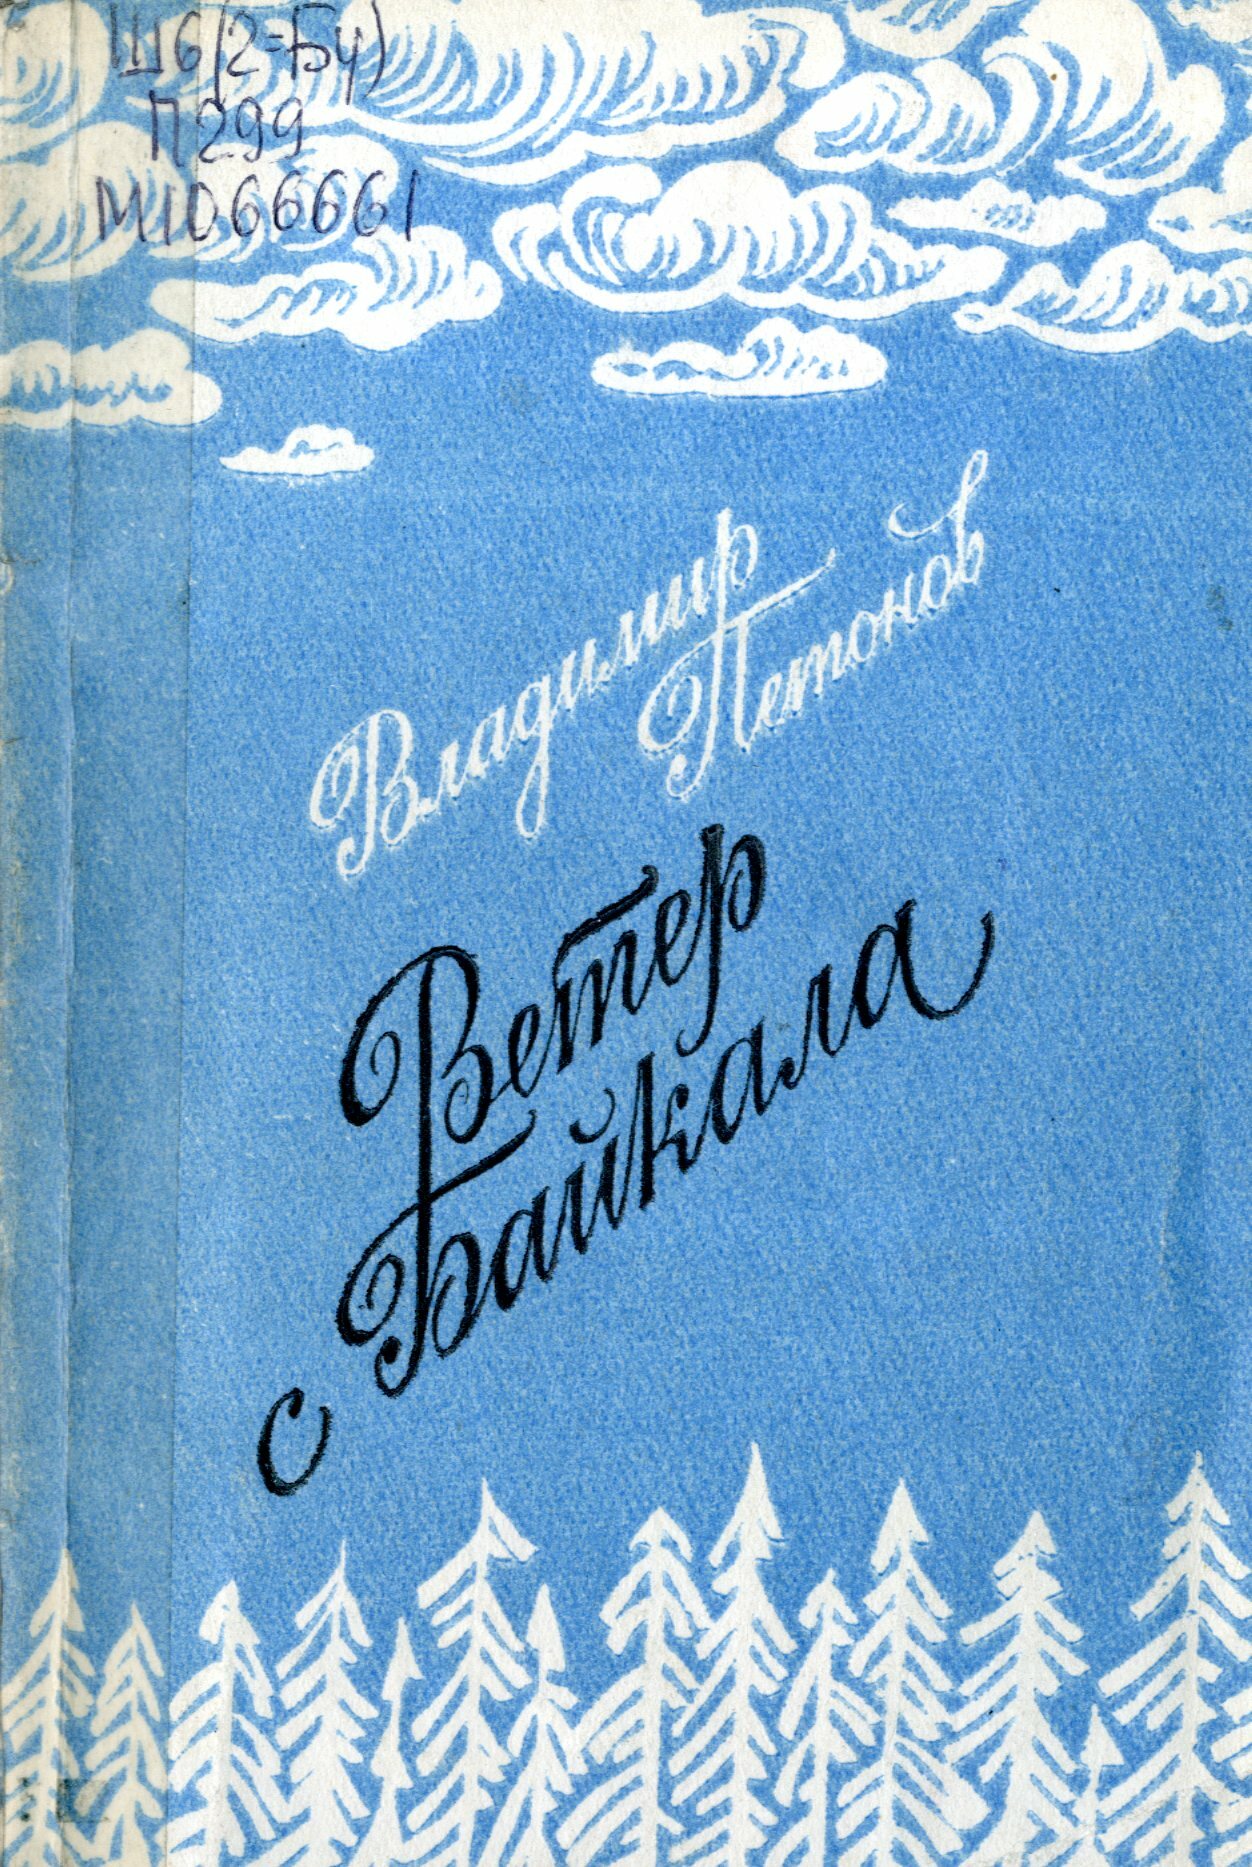 Ш6(2=Бу)
П299
М1066661
Владимир
Петонов
Ветер
с Байкала